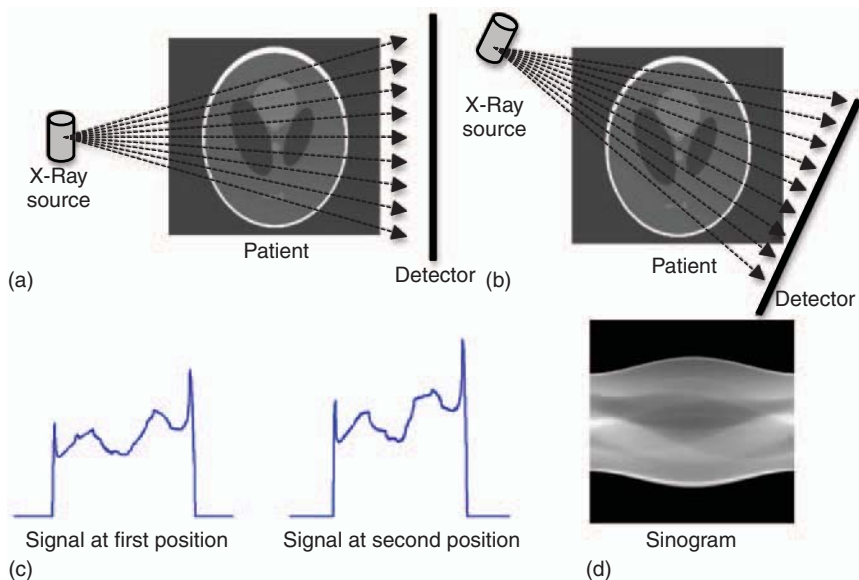 X-Ray
source
Patient
Detector
(a)
X-Ray
source
Patient
Detector
(b)
Signal at first position
Signal at second position
(c)
Sinogram
(d)